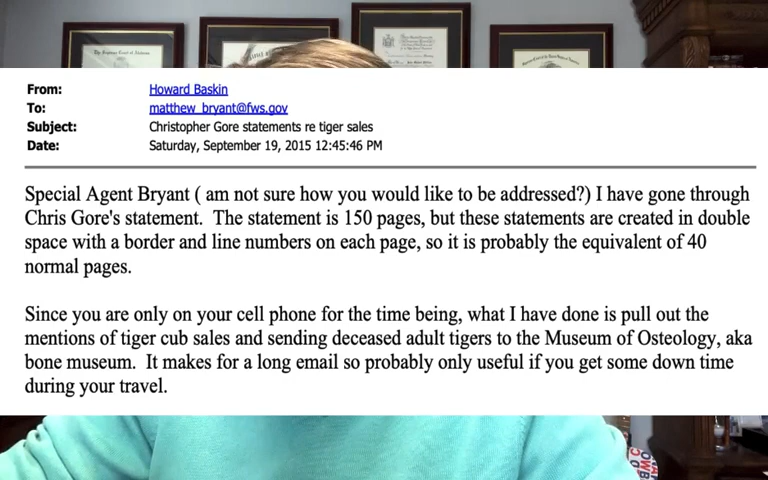 The Supreme Court of Alabama
From: Howard Baskin
To: matthew_bryant@fws.gov
Subject: Christopher Gore statements re tiger sales
Date: Saturday, September 19, 2015 12:45:46 PM
Special Agent Bryant ( am not sure how you would like to be addressed?) I have gone through
Chris Gore's statement. The statement is 150 pages, but these statements are created in double
space with a border and line numbers on each page, so it is probably the equivalent of 40
normal pages.
Since you are only on your cell phone for the time being, what I have done is pull out the
mentions of tiger cub sales and sending deceased adult tigers to the Museum of Osteology, aka
bone museum. It makes for a long email so probably only useful if you get some down time
during your travel.